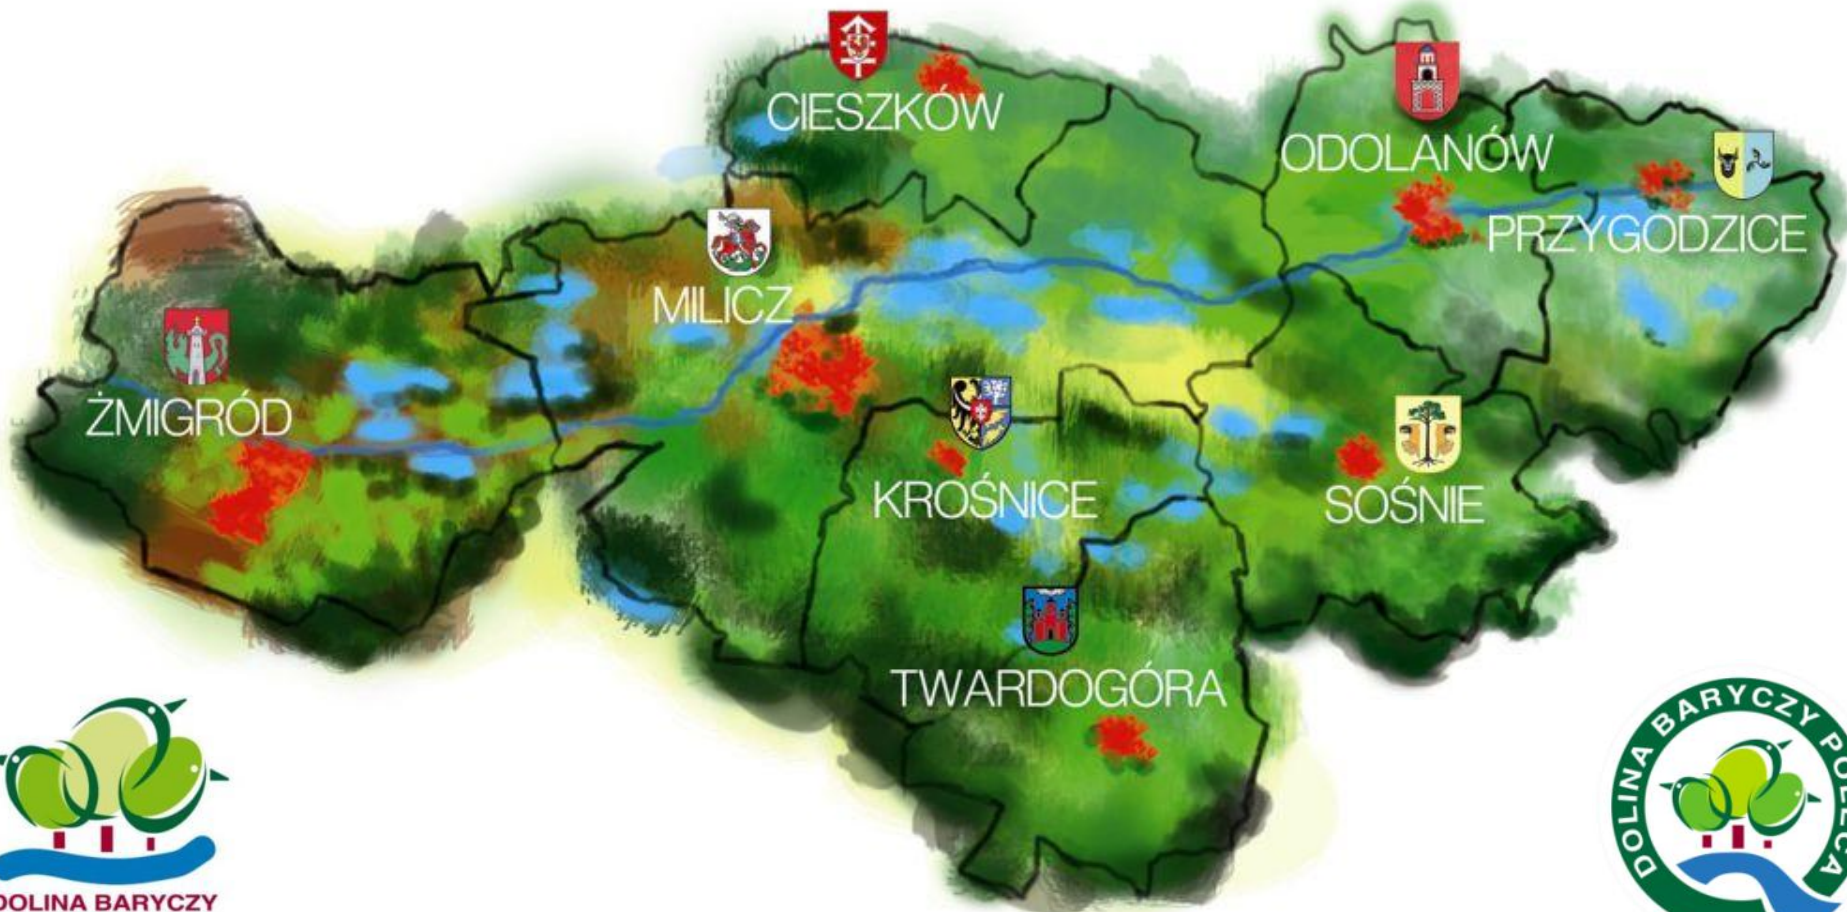 CIESZKÓW
ODOLANÓW
PRZYGODZICE
MILICZ
ŻMIGRÓD
KROŚNICE
SOŚNIE
TWARDOGÓRA
DOLINA BARYCZY
DOLINA BARYCZY POLECA